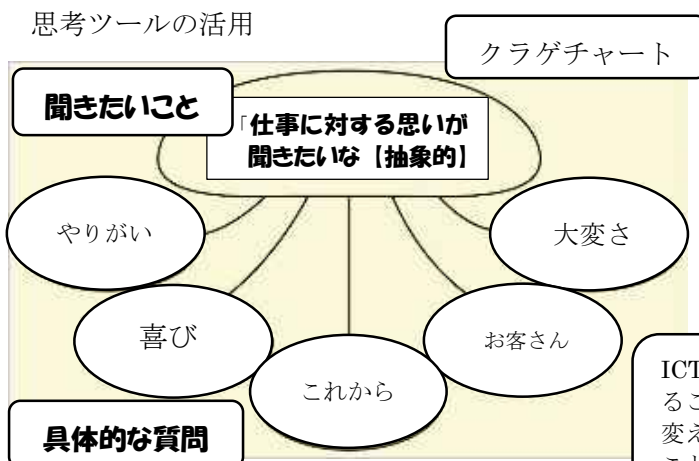 思考ツールの活用
クラゲチャート
聞きたいこと
「仕事に対する思いが
聞きたいな【抽象的】
やりがい
大変さ
喜び
お客さん
これから
具体的な質問
ICT
るこ
変え